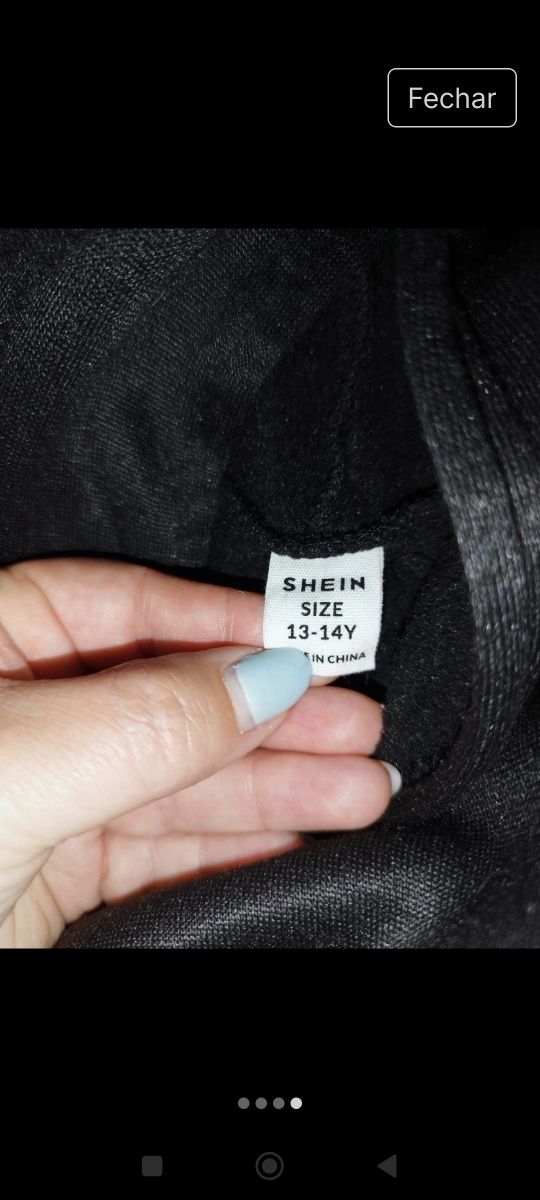 Fechar
SHEIN
SIZE
13-14Y
IN CHINA